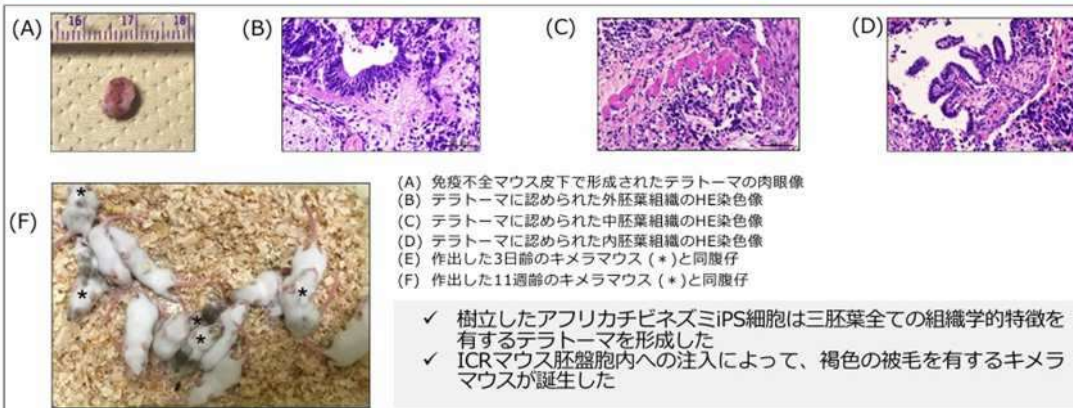 (A)
16 17 18
(B)
(C)
(D)
(F)
* * * * *
(A) 免疫不全マウス皮下で形成されたテラトーマの肉眼像
(B) テラトーマに認められた外胚葉組織のHE染色像
(C) テラトーマに認められた中胚葉組織のHE染色像
(D) テラトーマに認められた内胚葉組織のHE染色像
(E) 作出した3日齢のキメラマウス (*)と同腹仔
(F) 作出した11週齢のキメラマウス (*)と同腹仔
✓ 樹立したアフリカチビネズミiPS細胞は三胚葉全ての組織学的特徴を
有するテラトーマを形成した
✓ ICRマウス胚盤胞内への注入によって、褐色の被毛を有するキメラ
マウスが誕生した